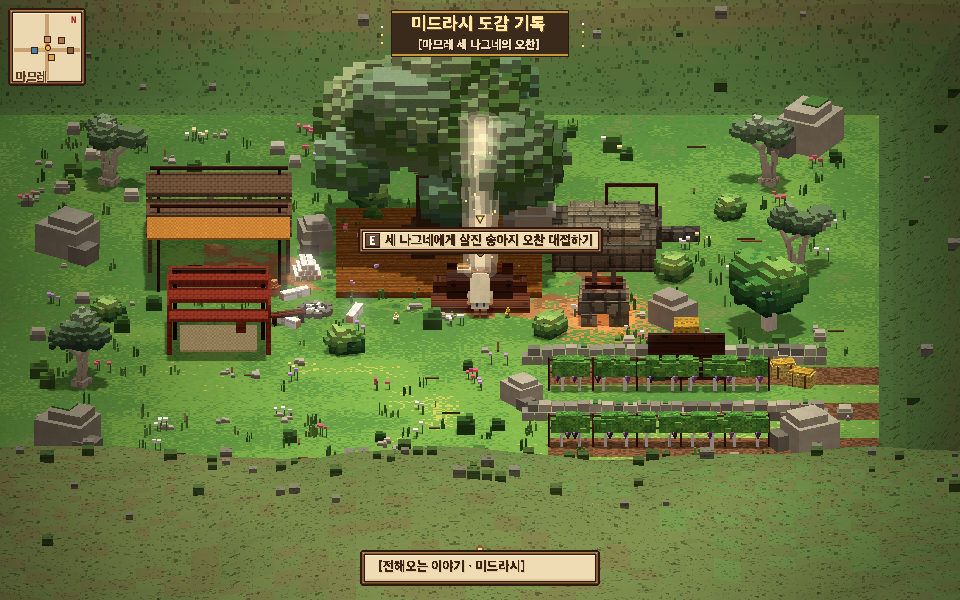 N
마므레
미드라시 도감 기록
[마므레 세 나그네의 오찬]
E 세 나그네에게 살진 송아지 오찬 대접하기
[전해오는 이야기 · 미드라시]